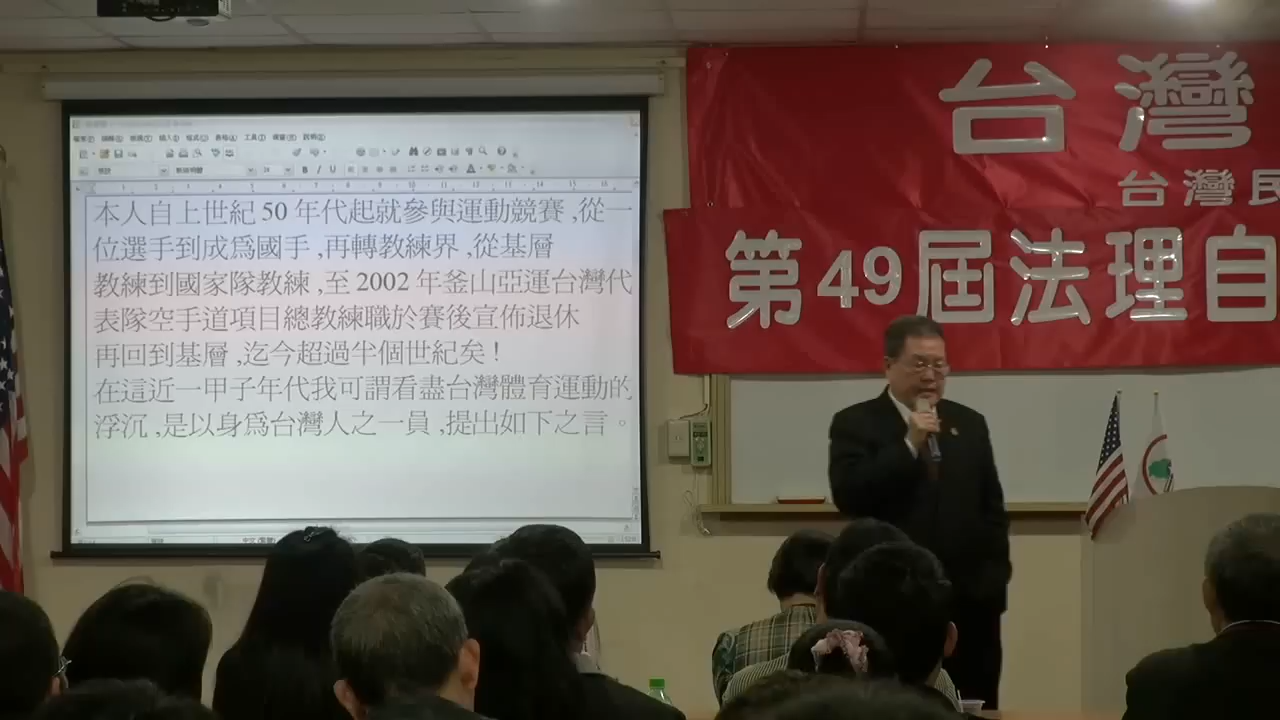 本人自上世紀 50 年代起就參與運動競賽 ,從一
位選手到成為國手 ,再轉教練界 ,從基層
教練到國家隊教練 ,至 2002 年釜山亞運台灣代
表隊空手道項目總教練職於賽後宣佈退休
再回到基層 ,迄今超過半個世紀矣 !
在這近一甲子年代我可謂看盡台灣體育運動的
浮沉 ,是以身為台灣人之一員 ,提出如下之言 。
台灣
台灣民
第49屆法理自